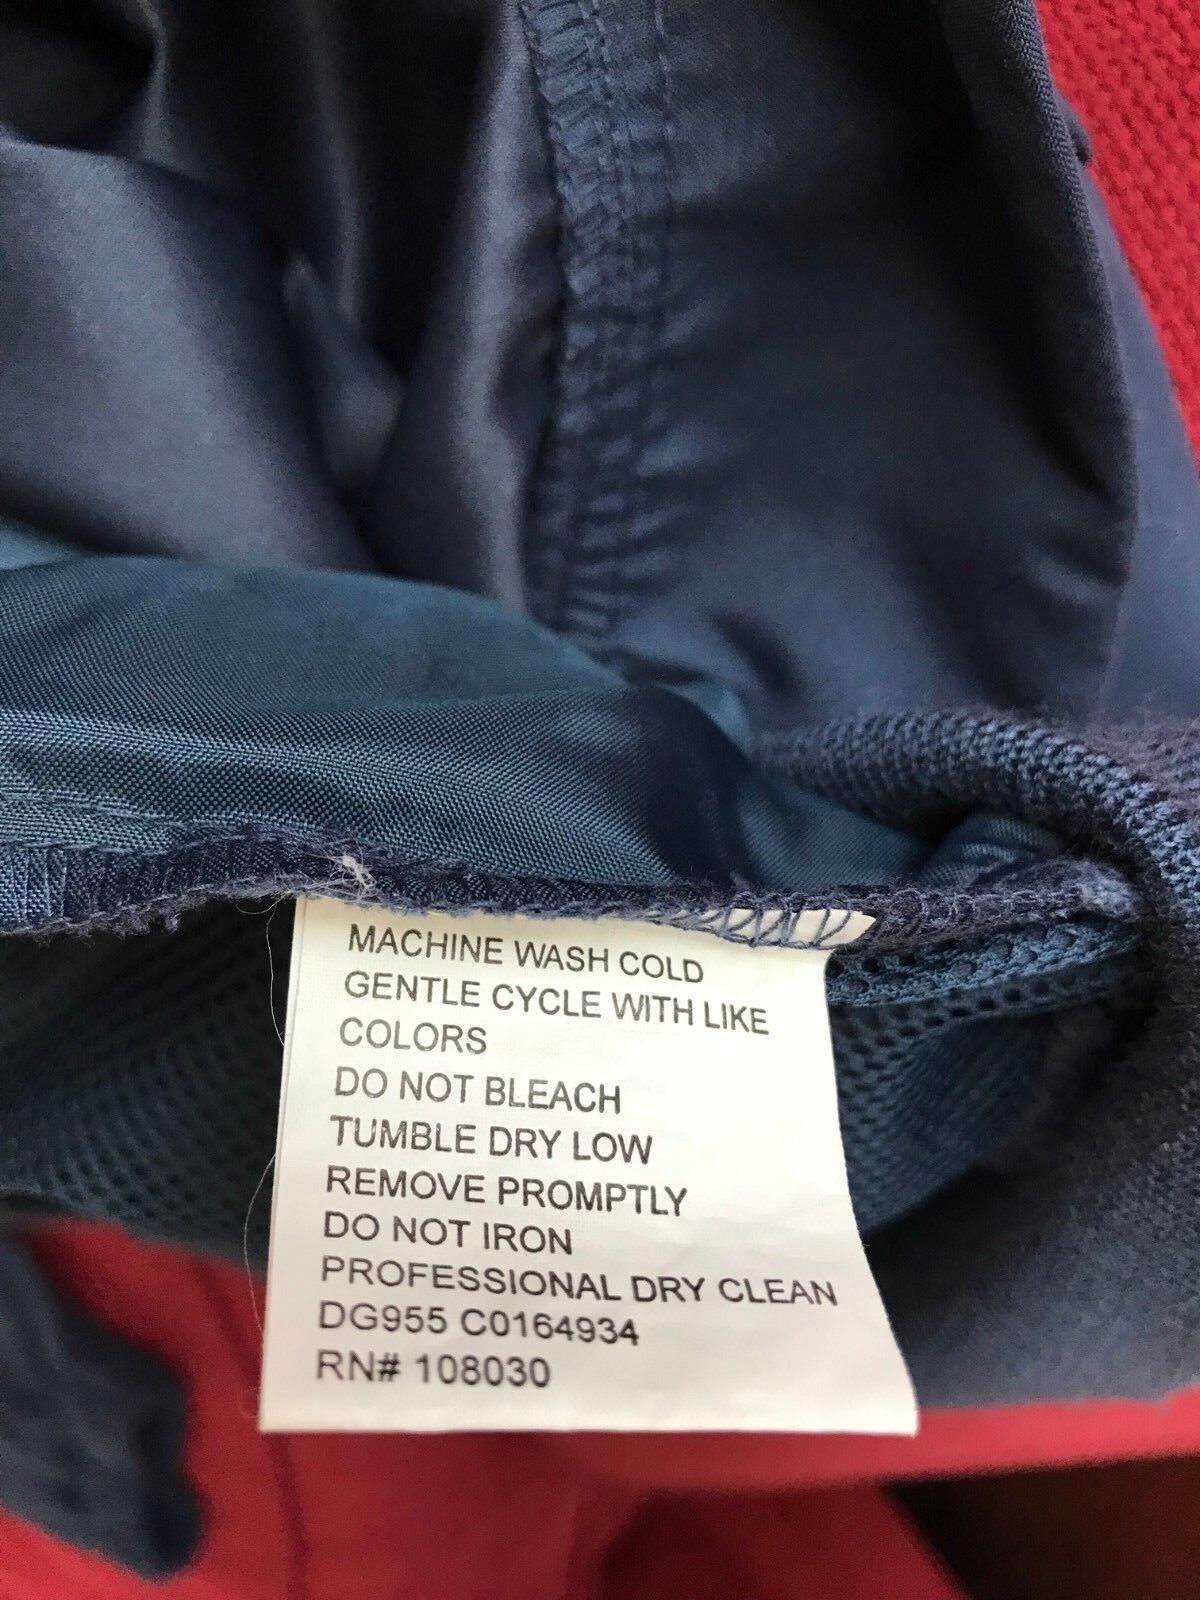 MACHINE WASH COLD
GENTLE CYCLE WITH LIKE
COLORS
DO NOT BLEACH
TUMBLE DRY LOW
REMOVE PROMPTLY
DO NOT IRON
PROFESSIONAL DRY CLEAN
DG955 C0164934
RN# 108030